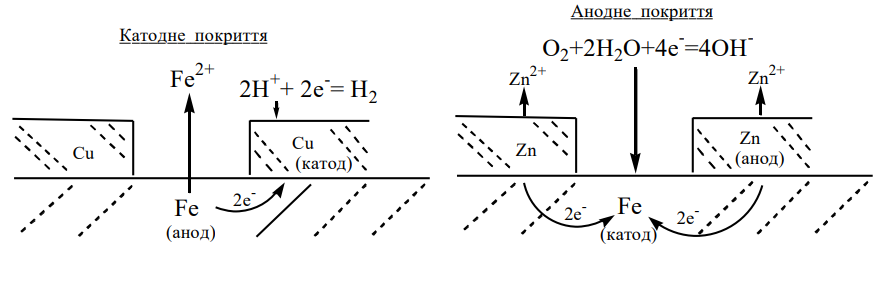 Катодне покриття
Fe2+
2H+ + 2e-= H2
Cu
Cu
(катод)
Fe
2e-
(анод)
Анодне покриття
O2+2H2O+4e-=4OH-
Zn2+
Zn2+
Zn
Zn
(анод)
2e-
Fe
2e-
(катод)